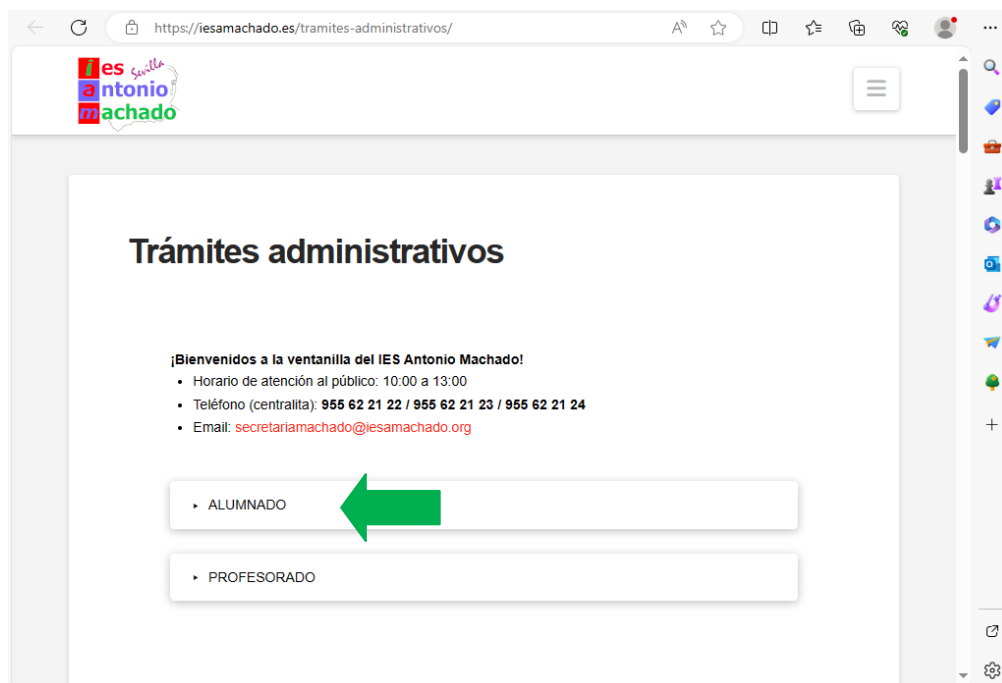 https://iesamachado.es/tramites-administrativos/
ies Sevilla
antonio
machado
Trámites administrativos
¡Bienvenidos a la ventanilla del IES Antonio Machado!
• Horario de atención al público: 10:00 a 13:00
• Teléfono (centralita): 955 62 21 22 / 955 62 21 23 / 955 62 21 24
• Email: secretariamachado@iesamachado.org
ALUMNADO
PROFESORADO